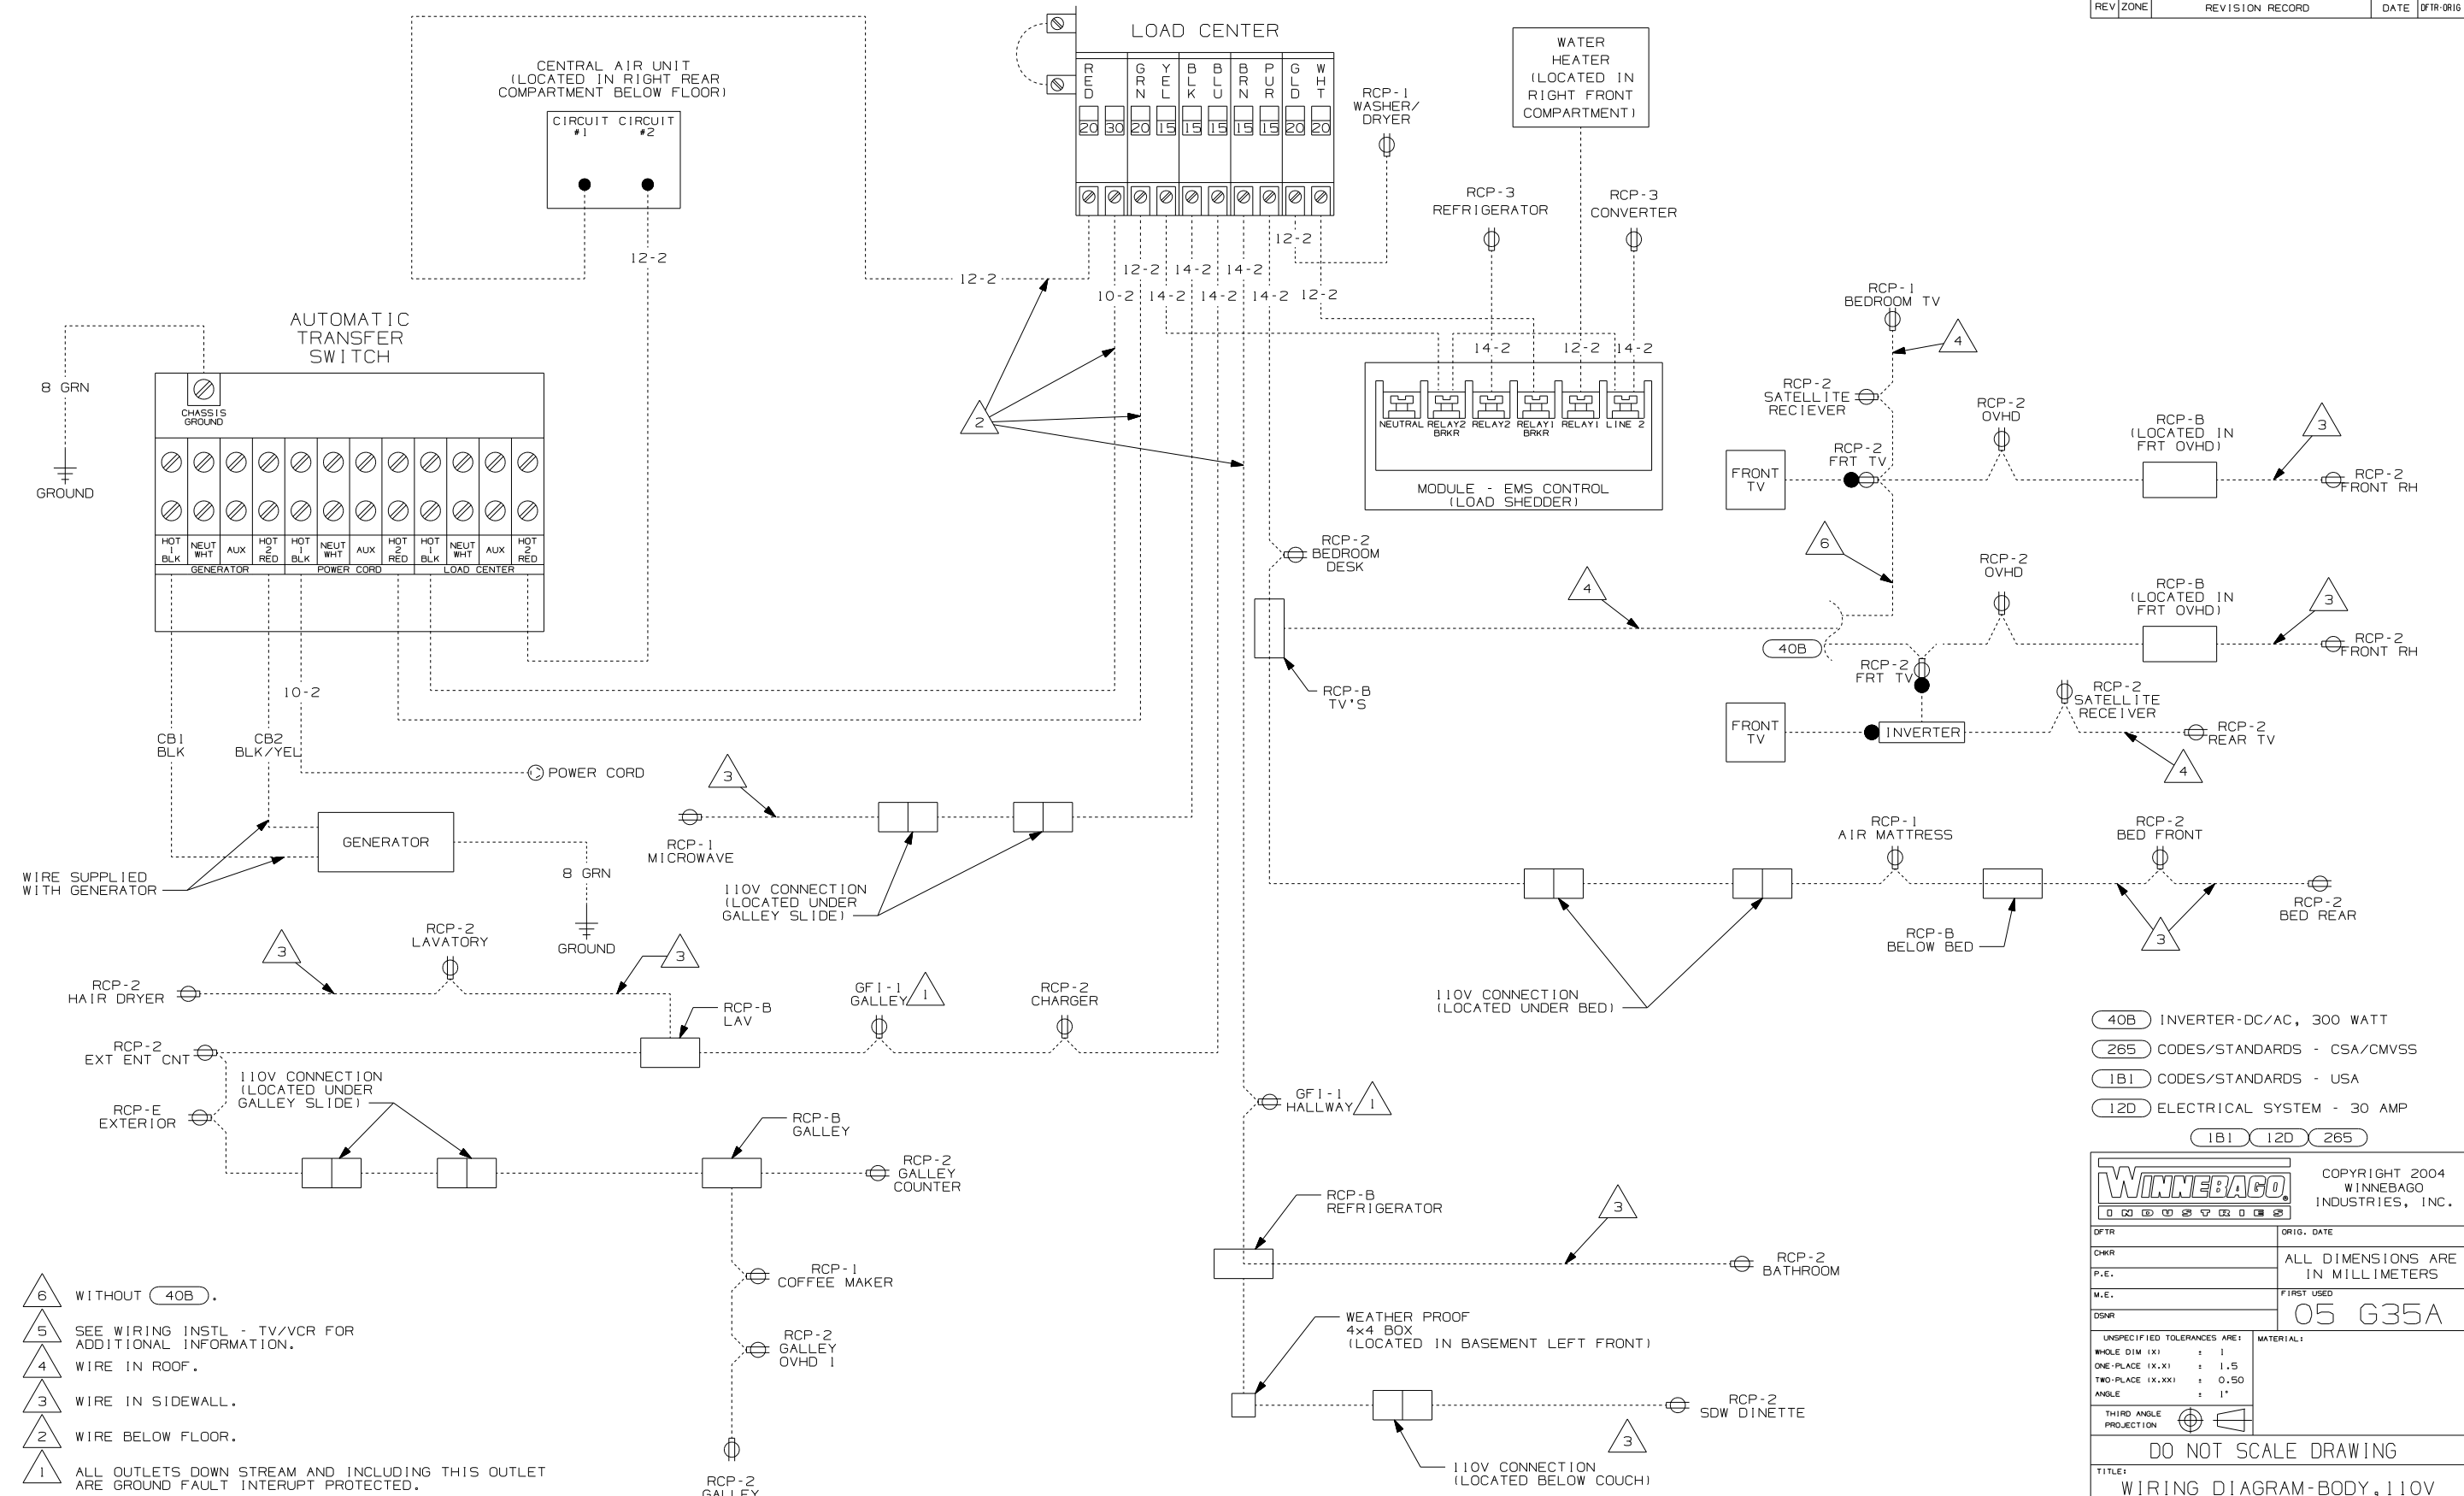 REV ZONE REVISION RECORD DATE DFTR-ORIG
LOAD CENTER
RED GRN YEL BLK BLU BRN PUR GLD WHT
20 30 20 15 15 15 15 15 20 20
CENTRAL AIR UNIT
(LOCATED IN RIGHT REAR
COMPARTMENT BELOW FLOOR)
CIRCUIT CIRCUIT
#1 #2
12-2
12-2
WATER
HEATER
(LOCATED IN
RIGHT FRONT
COMPARTMENT)
RCP-1
WASHER/
DRYER
RCP-3
REFRIGERATOR
RCP-3
CONVERTER
12-2
12-2 14-2 14-2
10-2 14-2 14-2 14-2 12-2
2
14-2 12-2 14-2
NEUTRAL RELAY2 RELAY2 RELAY1 RELAY1 LINE 2
BRKR BRKR
MODULE - EMS CONTROL
(LOAD SHEDDER)
AUTOMATIC
TRANSFER
SWITCH
8 GRN
GROUND
CHASSIS
GROUND
HOT 1 BLK
NEUT WHT
AUX
HOT 2 RED
HOT 1 BLK
NEUT WHT
AUX
HOT 2 RED
HOT 1 BLK
NEUT WHT
AUX
HOT 2 RED
GENERATOR POWER CORD LOAD CENTER
10-2
CB1
BLK
CB2
BLK/YEL
POWER CORD
GENERATOR
WIRE SUPPLIED
WITH GENERATOR
8 GRN
GROUND
3
RCP-1
MICROWAVE
110V CONNECTION
(LOCATED UNDER
GALLEY SLIDE)
RCP-1
BEDROOM TV
4
RCP-2
SATELLITE
RECIEVER
RCP-2
FRT TV
FRONT
TV
RCP-2
OVHD
RCP-B
(LOCATED IN
FRT OVHD)
3
RCP-2
FRONT RH
6
RCP-2
BEDROOM
DESK
4
RCP-B
TV'S
40B
RCP-2
OVHD
RCP-B
(LOCATED IN
FRT OVHD)
3
RCP-2
FRONT RH
RCP-2
FRT TV
FRONT
TV
INVERTER
RCP-2
SATELLITE
RECEIVER
RCP-2
REAR TV
4
RCP-1
AIR MATTRESS
RCP-2
BED FRONT
RCP-2
BED REAR
RCP-B
BELOW BED
3
110V CONNECTION
(LOCATED UNDER BED)
3
RCP-2
LAVATORY
3
RCP-2
HAIR DRYER
RCP-B
LAV
GFI-1
GALLEY
1
RCP-2
CHARGER
RCP-2
EXT ENT CNT
110V CONNECTION
(LOCATED UNDER
GALLEY SLIDE)
RCP-E
EXTERIOR
RCP-B
GALLEY
RCP-2
GALLEY
COUNTER
RCP-1
COFFEE MAKER
RCP-2
GALLEY
OVHD 1
RCP-2
GALLEY
GFI-1
HALLWAY
1
RCP-B
REFRIGERATOR
3
RCP-2
BATHROOM
WEATHER PROOF
4x4 BOX
(LOCATED IN BASEMENT LEFT FRONT)
RCP-2
SDW DINETTE
3
110V CONNECTION
(LOCATED BELOW COUCH)
6 WITHOUT 40B.
5 SEE WIRING INSTL - TV/VCR FOR
ADDITIONAL INFORMATION.
4 WIRE IN ROOF.
3 WIRE IN SIDEWALL.
2 WIRE BELOW FLOOR.
1 ALL OUTLETS DOWN STREAM AND INCLUDING THIS OUTLET
ARE GROUND FAULT INTERUPT PROTECTED.
40B INVERTER-DC/AC, 300 WATT
265 CODES/STANDARDS - CSA/CMVSS
1B1 CODES/STANDARDS - USA
12D ELECTRICAL SYSTEM - 30 AMP
1B1 12D 265
WINNEBAGO®
INDUSTRIES
COPYRIGHT 2004
WINNEBAGO
INDUSTRIES, INC.
DFTR
ORIG. DATE
CHKR
ALL DIMENSIONS ARE
IN MILLIMETERS
P.E.
M.E.
FIRST USED
05 G35A
DSNR
UNSPECIFIED TOLERANCES ARE:
MATERIAL:
WHOLE DIM (X) : 1
ONE-PLACE (X.X) : 1.5
TWO-PLACE (X.XX) : 0.50
ANGLE : 1°
THIRD ANGLE
PROJECTION
DO NOT SCALE DRAWING
TITLE:
WIRING DIAGRAM-BODY, 110V